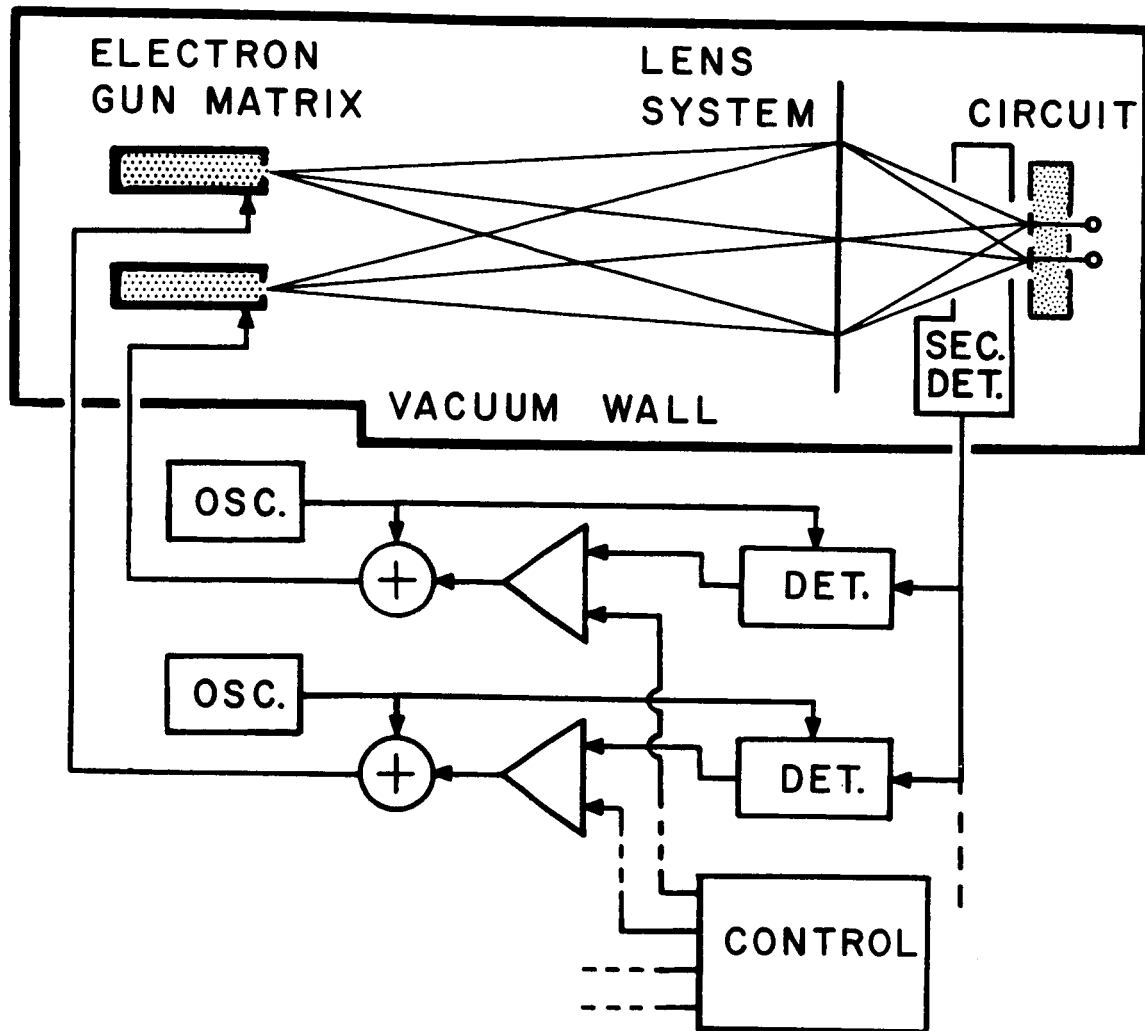 ELECTRON
GUN MATRIX
LENS
SYSTEM
CIRCUIT
SEC.
DET.
VACUUM WALL
OSC.
+
DET.
OSC.
+
DET.
CONTROL